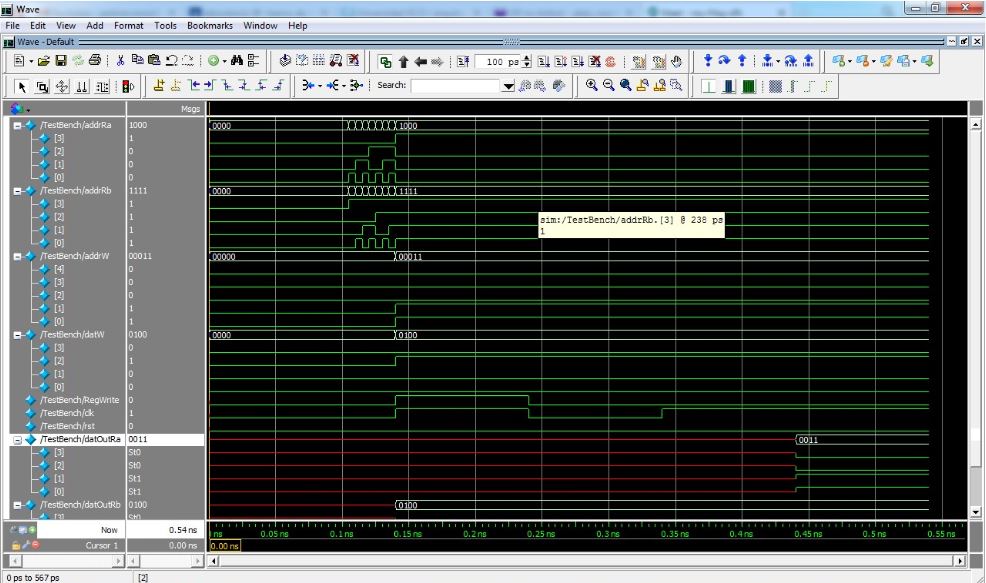 Wave
File Edit View Add Format Tools Bookmarks Window Help
Wave - Default
100 ps
Search:
Msgs
/TestBench/addrRa 1000 0000 1000
[3] 1
[2] 0
[1] 0
[0] 0
/TestBench/addrRb 1111 0000 1111
[3] 1
[2] 1
[1] 1
[0] 1
sim:/TestBench/addrRb.[3] @ 238 ps
1
/TestBench/addrW 00011 00000 00011
[4] 0
[3] 0
[2] 0
[1] 1
[0] 1
/TestBench/datW 0100 0000 0100
[3] 0
[2] 1
[1] 0
[0] 0
/TestBench/RegWrite 0
/TestBench/clk 1
/TestBench/rst 0
/TestBench/datOutRa 0011 0011
[3] St0
[2] St0
[1] St1
[0] St1
/TestBench/datOutRb 0100 0100
[3] St0
Now 0.54 ns ns 0.05 ns 0.1 ns 0.15 ns 0.2 ns 0.25 ns 0.3 ns 0.35 ns 0.4 ns 0.45 ns 0.5 ns 0.55 ns
Cursor 1 0.00 ns 0.00 ns
0 ps to 567 ps [2]